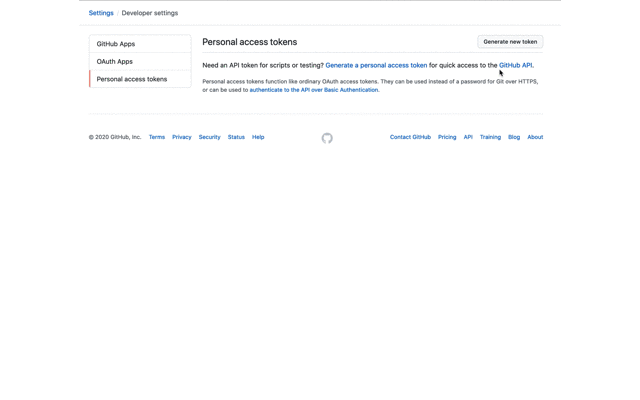 Settings / Developer settings
GitHub Apps
OAuth Apps
Personal access tokens
Personal access tokens
Generate new token
Need an API token for scripts or testing? Generate a personal access token for quick access to the GitHub API.
Personal access tokens function like ordinary OAuth access tokens. They can be used instead of a password for Git over HTTPS,
or can be used to authenticate to the API over Basic Authentication.
© 2020 GitHub, Inc. Terms Privacy Security Status Help Contact GitHub Pricing API Training Blog About